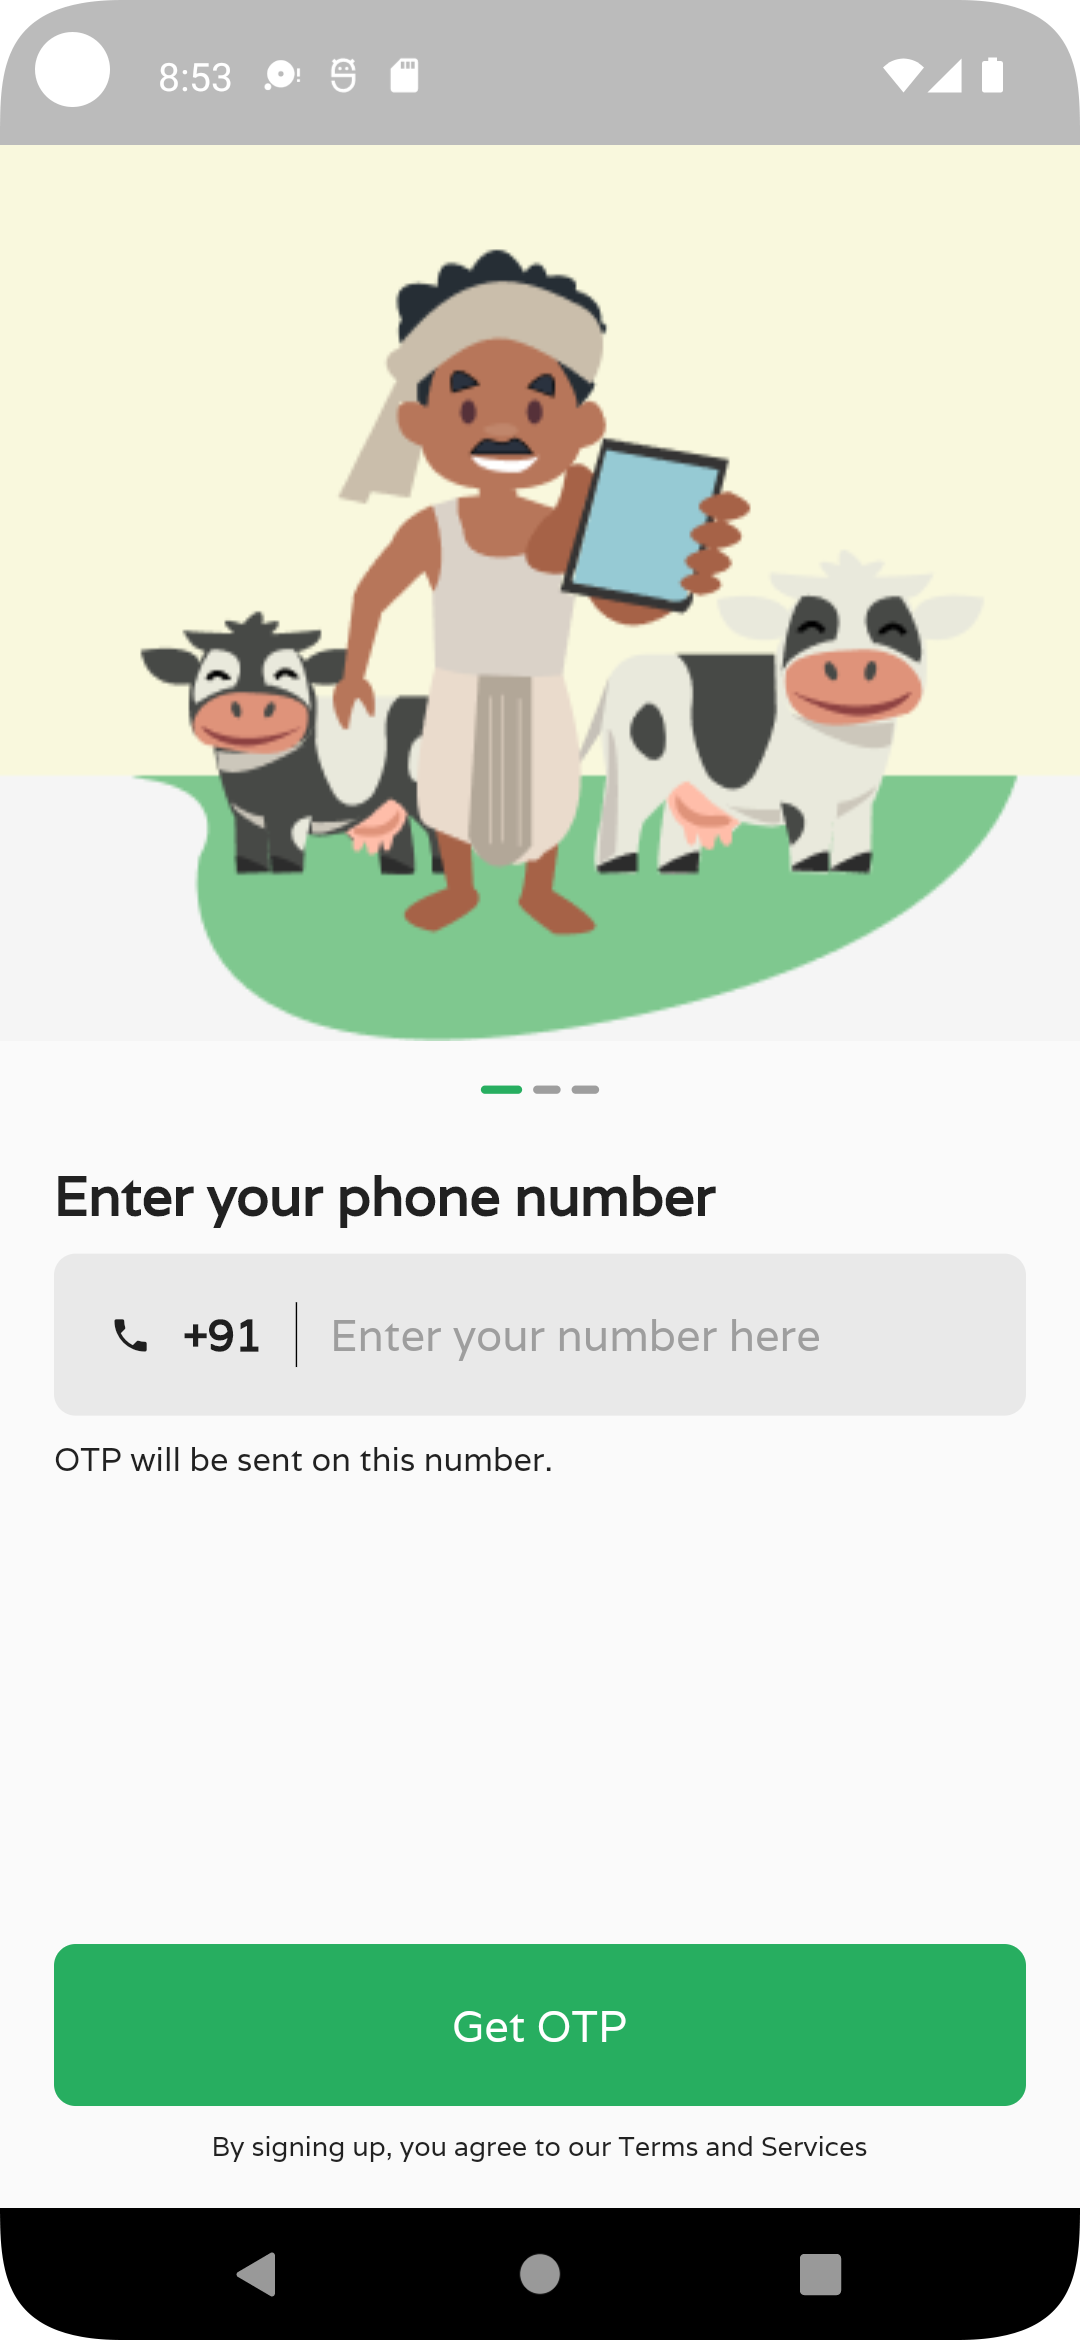 8:53
Enter your phone number
+91 Enter your number here
OTP will be sent on this number.
Get OTP
By signing up, you agree to our Terms and Services